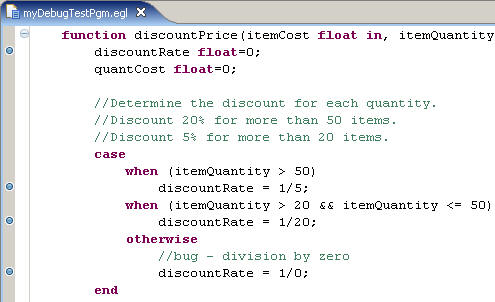 myDebugTestPgm.egl
function discountPrice(itemCost float in, itemQuantity
discountRate float=0;
quantCost float=0;
//Determine the discount for each quantity.
//Discount 20% for more than 50 items.
//Discount 5% for more than 20 items.
case
when (itemQuantity > 50)
discountRate = 1/5;
when (itemQuantity > 20 && itemQuantity <= 50)
discountRate = 1/20;
otherwise
//bug - division by zero
discountRate = 1/0;
end